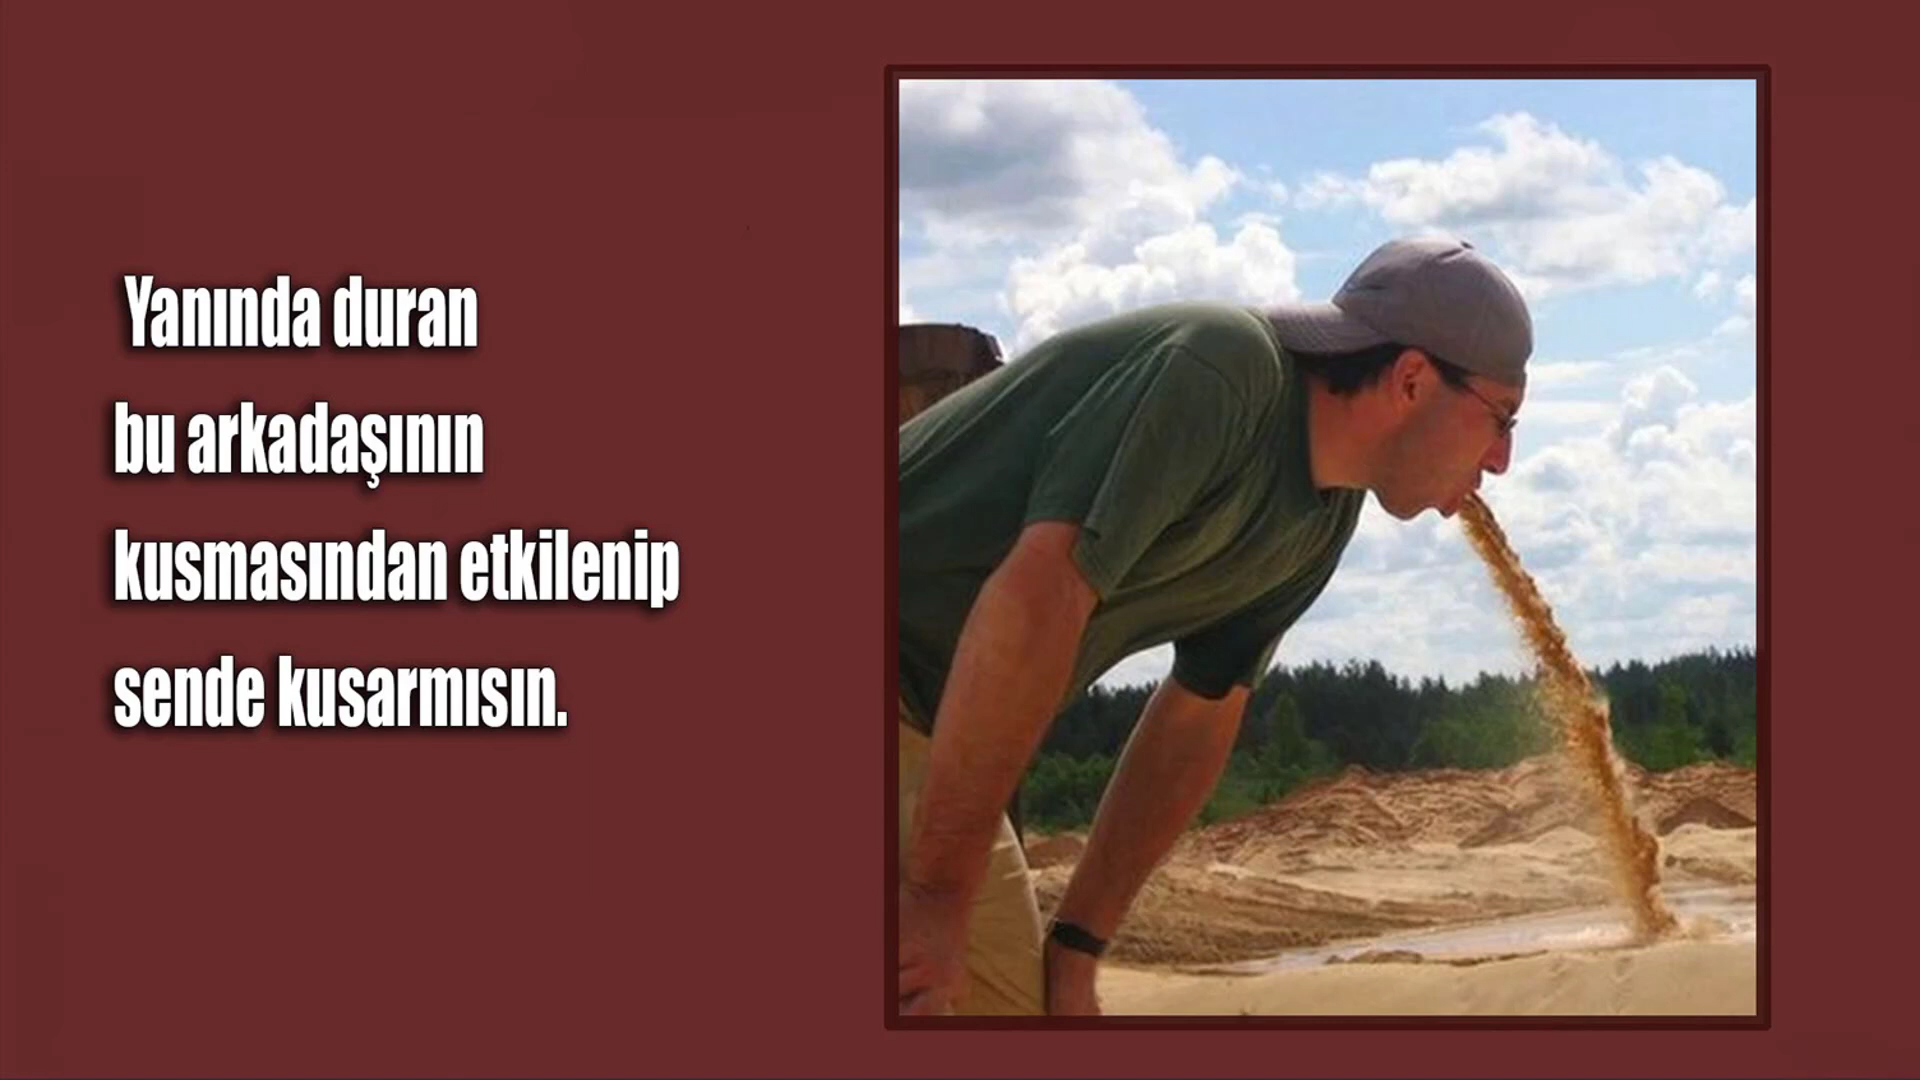 Yanında duran
bu arkadaşının
kusmasından etkilenip
sende kusarmısın.